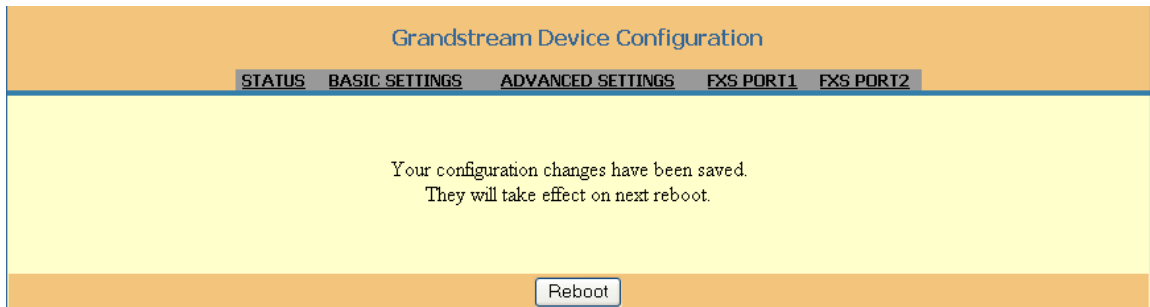 Grandstream Device Configuration
STATUS BASIC SETTINGS ADVANCED SETTINGS FXS PORT1 FXS PORT2
Your configuration changes have been saved.
They will take effect on next reboot.
Reboot